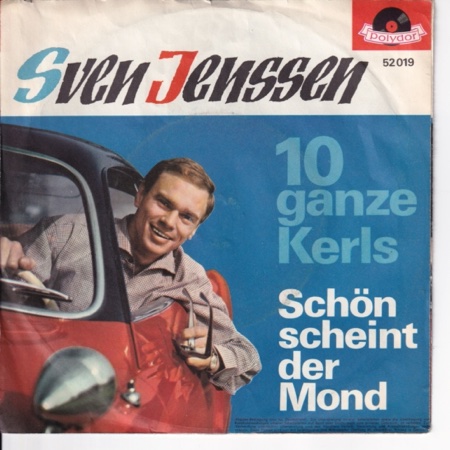 Polydor
Sven Jenssen
52 019
10
ganze
Kerls
Schön
scheint
der
Mond